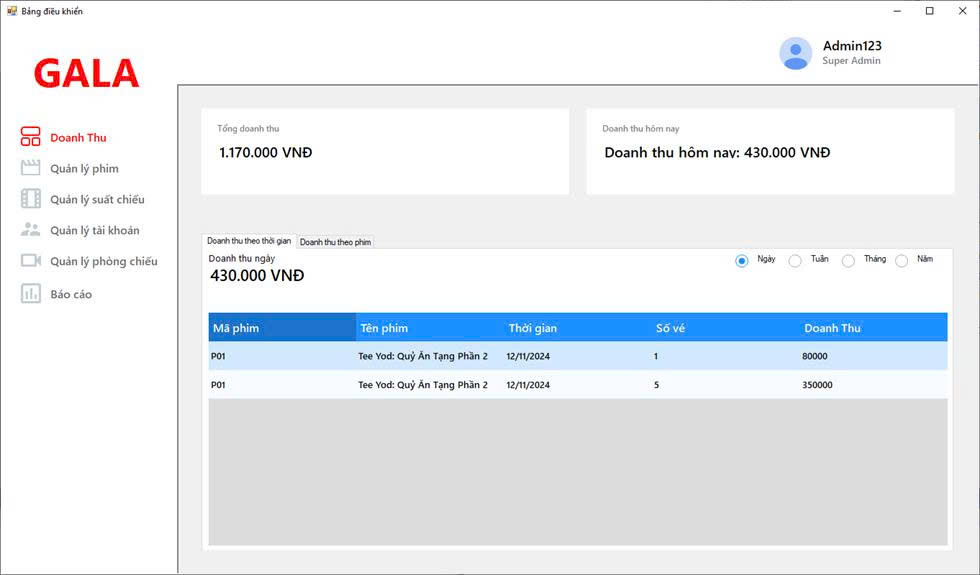 Bảng điều khiển
GALA
Admin123
Super Admin
Doanh Thu
Quản lý phim
Quản lý suất chiếu
Quản lý tài khoản
Quản lý phòng chiếu
Báo cáo
Tổng doanh thu
1.170.000 VNĐ
Doanh thu hôm nay
Doanh thu hôm nay: 430.000 VNĐ
Doanh thu theo thời gian Doanh thu theo phim
Doanh thu ngày
430.000 VNĐ
Ngày Tuần Tháng Năm
Mã phim Tên phim Thời gian Số vé Doanh Thu
P01 Tee Yod: Quỷ Ăn Tạng Phần 2 12/11/2024 1 80000
P01 Tee Yod: Quỷ Ăn Tạng Phần 2 12/11/2024 5 350000